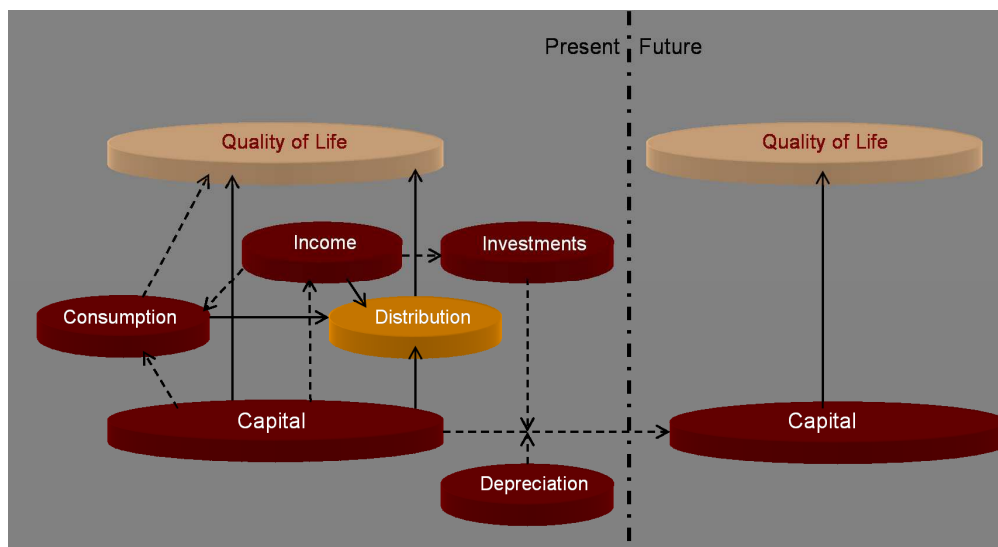 Present Future
Quality of Life
Quality of Life
Income
Investments
Consumption
Distribution
Capital
Capital
Depreciation